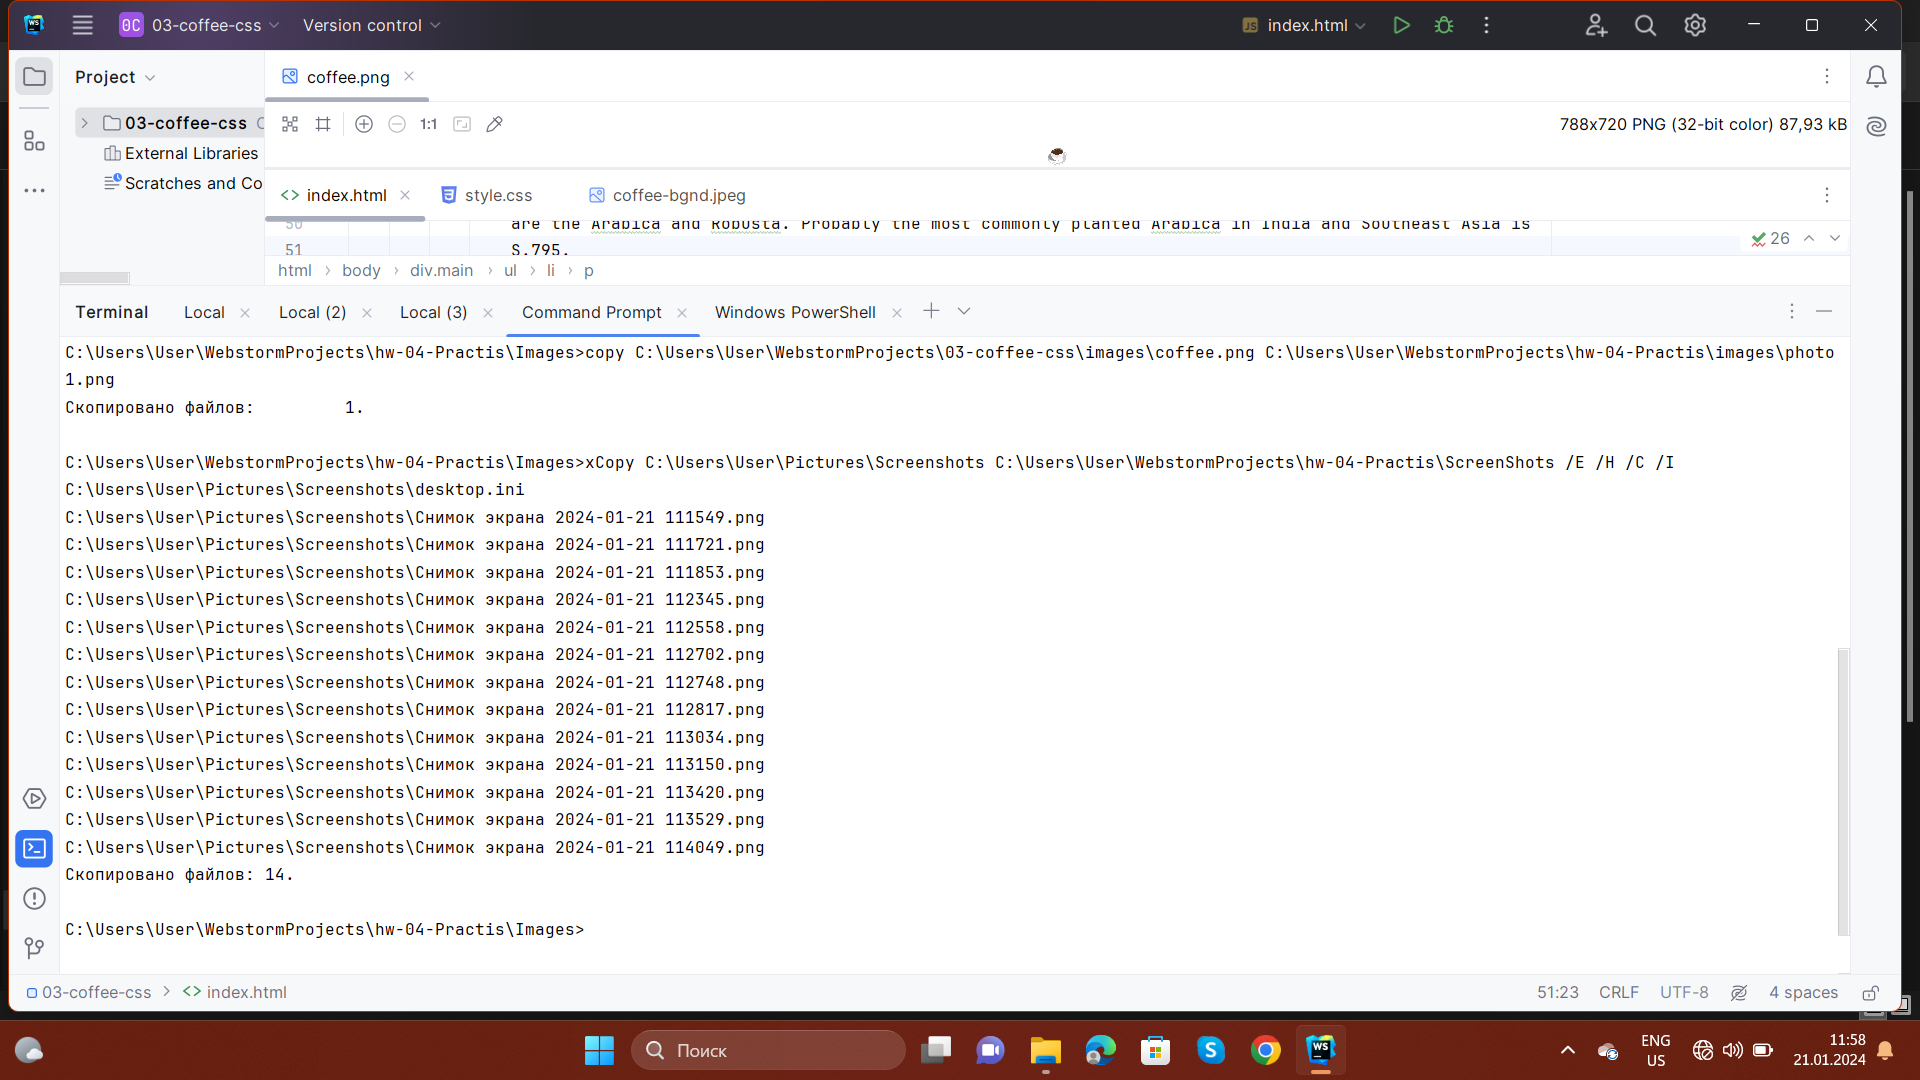 WS
0C 03-coffee-css
Version control
JS index.html
Project
coffee.png
03-coffee-css
1:1
788x720 PNG (32-bit color) 87,93 kB
External Libraries
Scratches and Co
index.html
style.css
coffee-bgnd.jpeg
50 are the Arabica and Robusta. Probably the most commonly planted Arabica in India and Southeast Asia is
51 S.795.
26
html › body › div.main › ul › li › p
Terminal
Local
Local (2)
Local (3)
Command Prompt
Windows PowerShell
C:\Users\User\WebstormProjects\hw-04-Practis\Images>copy C:\Users\User\WebstormProjects\03-coffee-css\images\coffee.png C:\Users\User\WebstormProjects\hw-04-Practis\images\photo
1.png
Скопировано файлов:         1.
C:\Users\User\WebstormProjects\hw-04-Practis\Images>xCopy C:\Users\User\Pictures\Screenshots C:\Users\User\WebstormProjects\hw-04-Practis\ScreenShots /E /H /C /I
C:\Users\User\Pictures\Screenshots\desktop.ini
C:\Users\User\Pictures\Screenshots\Снимок экрана 2024-01-21 111549.png
C:\Users\User\Pictures\Screenshots\Снимок экрана 2024-01-21 111721.png
C:\Users\User\Pictures\Screenshots\Снимок экрана 2024-01-21 111853.png
C:\Users\User\Pictures\Screenshots\Снимок экрана 2024-01-21 112345.png
C:\Users\User\Pictures\Screenshots\Снимок экрана 2024-01-21 112558.png
C:\Users\User\Pictures\Screenshots\Снимок экрана 2024-01-21 112702.png
C:\Users\User\Pictures\Screenshots\Снимок экрана 2024-01-21 112748.png
C:\Users\User\Pictures\Screenshots\Снимок экрана 2024-01-21 112817.png
C:\Users\User\Pictures\Screenshots\Снимок экрана 2024-01-21 113034.png
C:\Users\User\Pictures\Screenshots\Снимок экрана 2024-01-21 113150.png
C:\Users\User\Pictures\Screenshots\Снимок экрана 2024-01-21 113420.png
C:\Users\User\Pictures\Screenshots\Снимок экрана 2024-01-21 113529.png
C:\Users\User\Pictures\Screenshots\Снимок экрана 2024-01-21 114049.png
Скопировано файлов: 14.
C:\Users\User\WebstormProjects\hw-04-Practis\Images>
03-coffee-css › index.html
51:23 CRLF UTF-8 4 spaces
Поиск
WS
ENG
US
11:58
21.01.2024